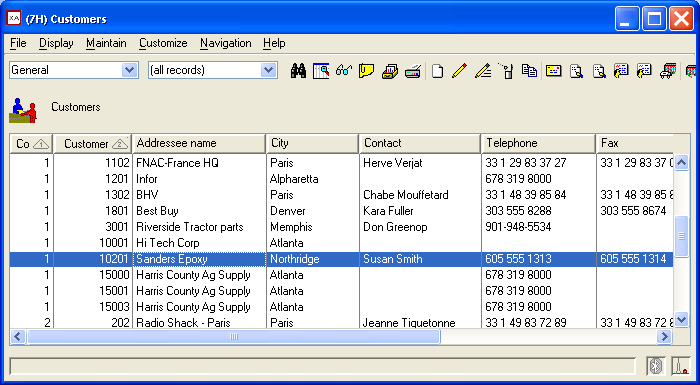 XA (7H) Customers
File Display Maintain Customize Navigation Help
General (all records)
Customers
Co 1 Customer 2 Addressee name City Contact Telephone Fax
1 1102 FNAC-France HQ Paris Herve Verjat 33 1 29 83 37 27 33 1 29 83 37
1 1201 Infor Alpharetta 678 319 8000
1 1302 BHV Paris Chabe Mouffetard 33 1 48 39 85 84 33 1 48 39 85
1 1801 Best Buy Denver Kara Fuller 303 555 8288 303 555 8674
1 3001 Riverside Tractor parts Memphis Don Greenop 901-948-5534
1 10001 Hi Tech Corp Atlanta
1 10201 Sanders Epoxy Northridge Susan Smith 605 555 1313 605 555 1314
1 15000 Harris County Ag Supply Atlanta 678 319 8000
1 15001 Harris County Ag Supply Atlanta 678 319 8000
1 15003 Harris County Ag Supply Atlanta 678 319 8000
2 202 Radio Shack - Paris Paris Jeanne Tiquetonne 33 1 49 83 72 89 33 1 49 83 72